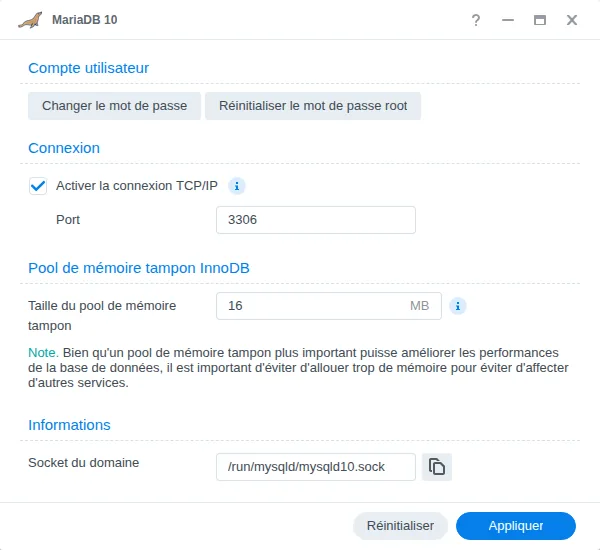 MariaDB 10
Compte utilisateur
Changer le mot de passe Réinitialiser le mot de passe root
Connexion
Activer la connexion TCP/IP
Port 3306
Pool de mémoire tampon InnoDB
Taille du pool de mémoire 16 MB
tampon
Note. Bien qu'un pool de mémoire tampon plus important puisse améliorer les performances
de la base de données, il est important d'éviter d'allouer trop de mémoire pour éviter d'affecter
d'autres services.
Informations
Socket du domaine /run/mysqld/mysqld10.sock
Réinitialiser Appliquer